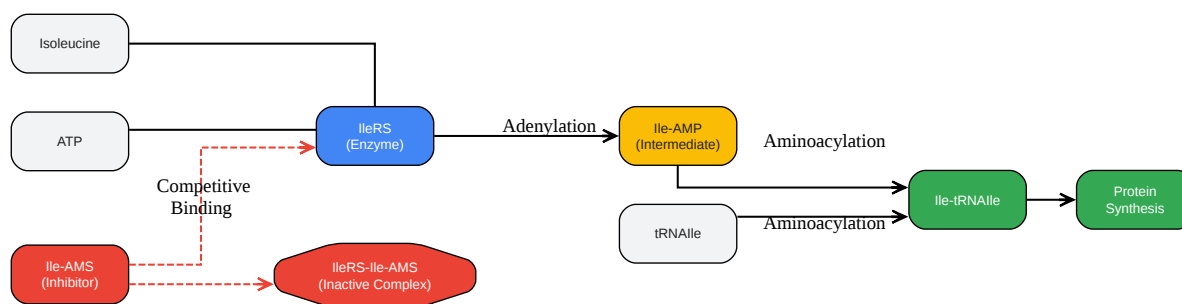 Isoleucine
ATP
IleRS
(Enzyme)
Adenylation
Ile-AMP
(Intermediate)
Aminoacylation
Competitive
Binding
tRNAIle
Aminoacylation
Ile-tRNAIle
Protein
Synthesis
Ile-AMS
(Inhibitor)
IleRS-Ile-AMS
(Inactive Complex)